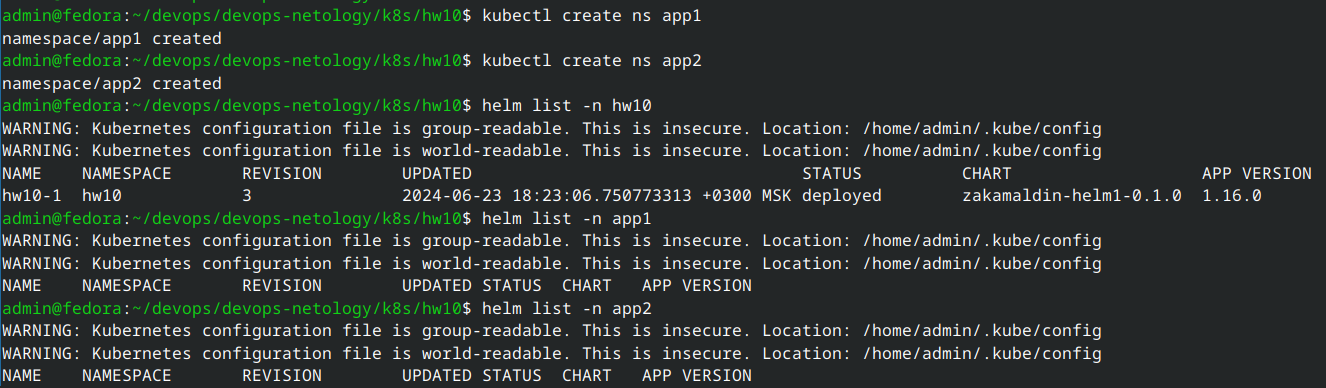 admin@fedora:~/devops/devops-netology/k8s/hw10$ kubectl create ns app1
namespace/app1 created
admin@fedora:~/devops/devops-netology/k8s/hw10$ kubectl create ns app2
namespace/app2 created
admin@fedora:~/devops/devops-netology/k8s/hw10$ helm list -n hw10
WARNING: Kubernetes configuration file is group-readable. This is insecure. Location: /home/admin/.kube/config
WARNING: Kubernetes configuration file is world-readable. This is insecure. Location: /home/admin/.kube/config
NAME    NAMESPACE       REVISION        UPDATED                                 STATUS          CHART                   APP VERSION
hw10-1  hw10            3               2024-06-23 18:23:06.750773313 +0300 MSK deployed        zakamaldin-helm1-0.1.0  1.16.0
admin@fedora:~/devops/devops-netology/k8s/hw10$ helm list -n app1
WARNING: Kubernetes configuration file is group-readable. This is insecure. Location: /home/admin/.kube/config
WARNING: Kubernetes configuration file is world-readable. This is insecure. Location: /home/admin/.kube/config
NAME    NAMESPACE       REVISION        UPDATED STATUS  CHART   APP VERSION
admin@fedora:~/devops/devops-netology/k8s/hw10$ helm list -n app2
WARNING: Kubernetes configuration file is group-readable. This is insecure. Location: /home/admin/.kube/config
WARNING: Kubernetes configuration file is world-readable. This is insecure. Location: /home/admin/.kube/config
NAME    NAMESPACE       REVISION        UPDATED STATUS  CHART   APP VERSION